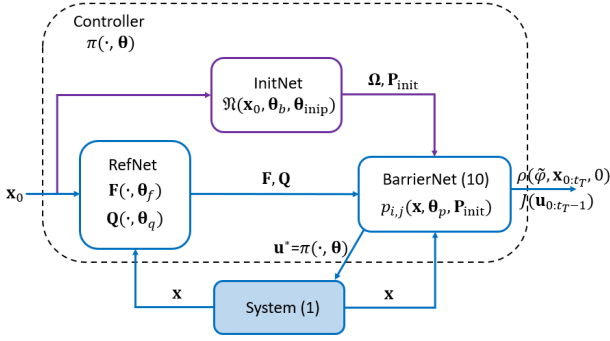 Controller
π(·, θ)
InitNet
𝔑(x₀, θ_b, θ_inip)
Ω, P_init
RefNet
F(·, θ_f)
Q(·, θ_q)
x₀
F, Q
BarrierNet (10)
p_{i,j}(x, θ_p, P_init)
ρ(φ̃, x_{0:t_T}, 0)
J(u_{0:t_T−1})
u*=π(·, θ)
x
System (1)
x